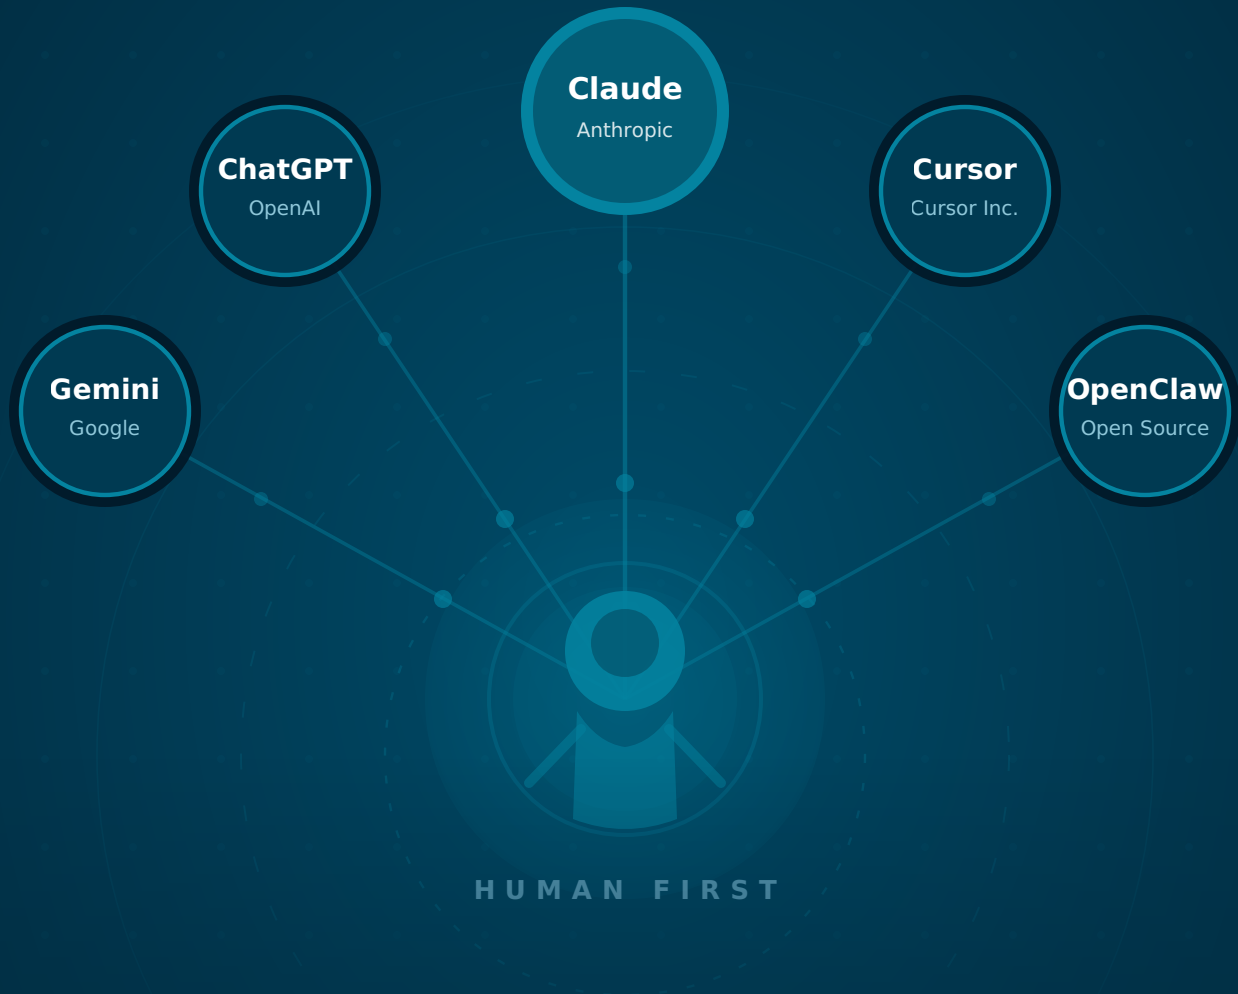 Claude
Anthropic
ChatGPT
OpenAI
Cursor
Cursor Inc.
Gemini
Google
OpenClaw
Open Source
HUMAN FIRST